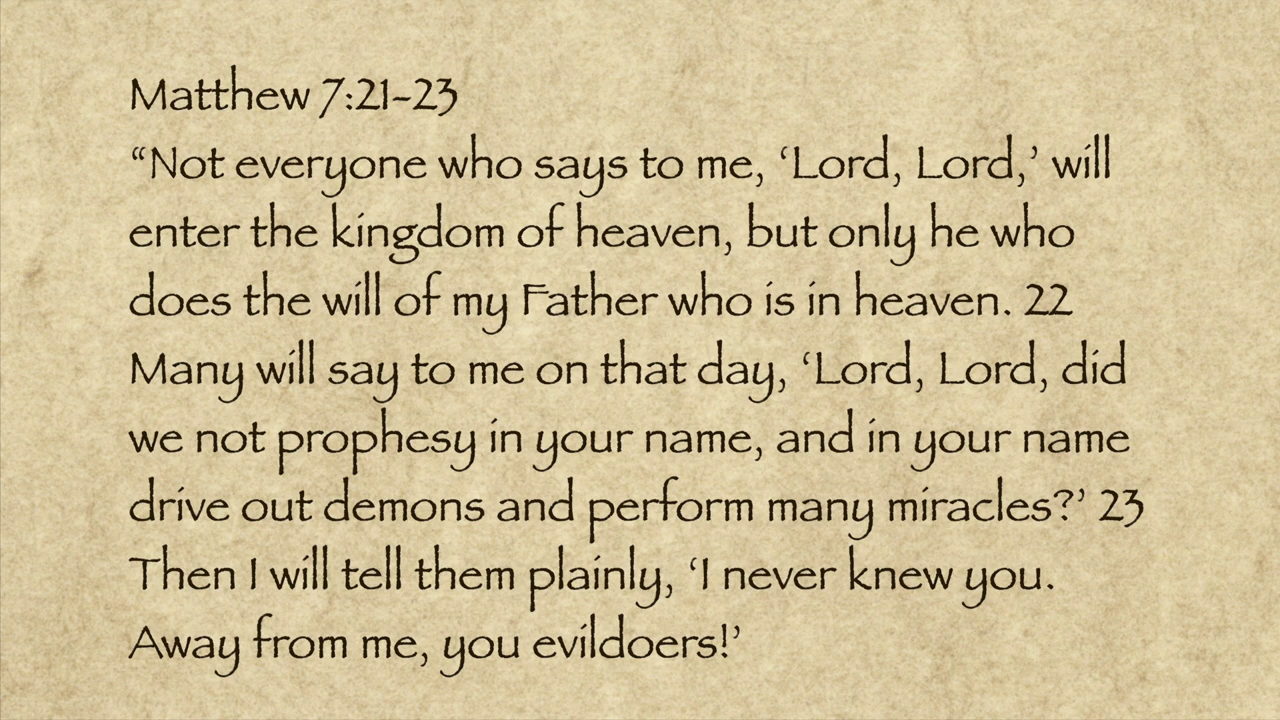 Matthew 7:21-23
“Not everyone who says to me, ‘Lord, Lord,’ will
enter the kingdom of heaven, but only he who
does the will of my Father who is in heaven. 22
Many will say to me on that day, ‘Lord, Lord, did
we not prophesy in your name, and in your name
drive out demons and perform many miracles?’ 23
Then I will tell them plainly, ‘I never knew you.
Away from me, you evildoers!’